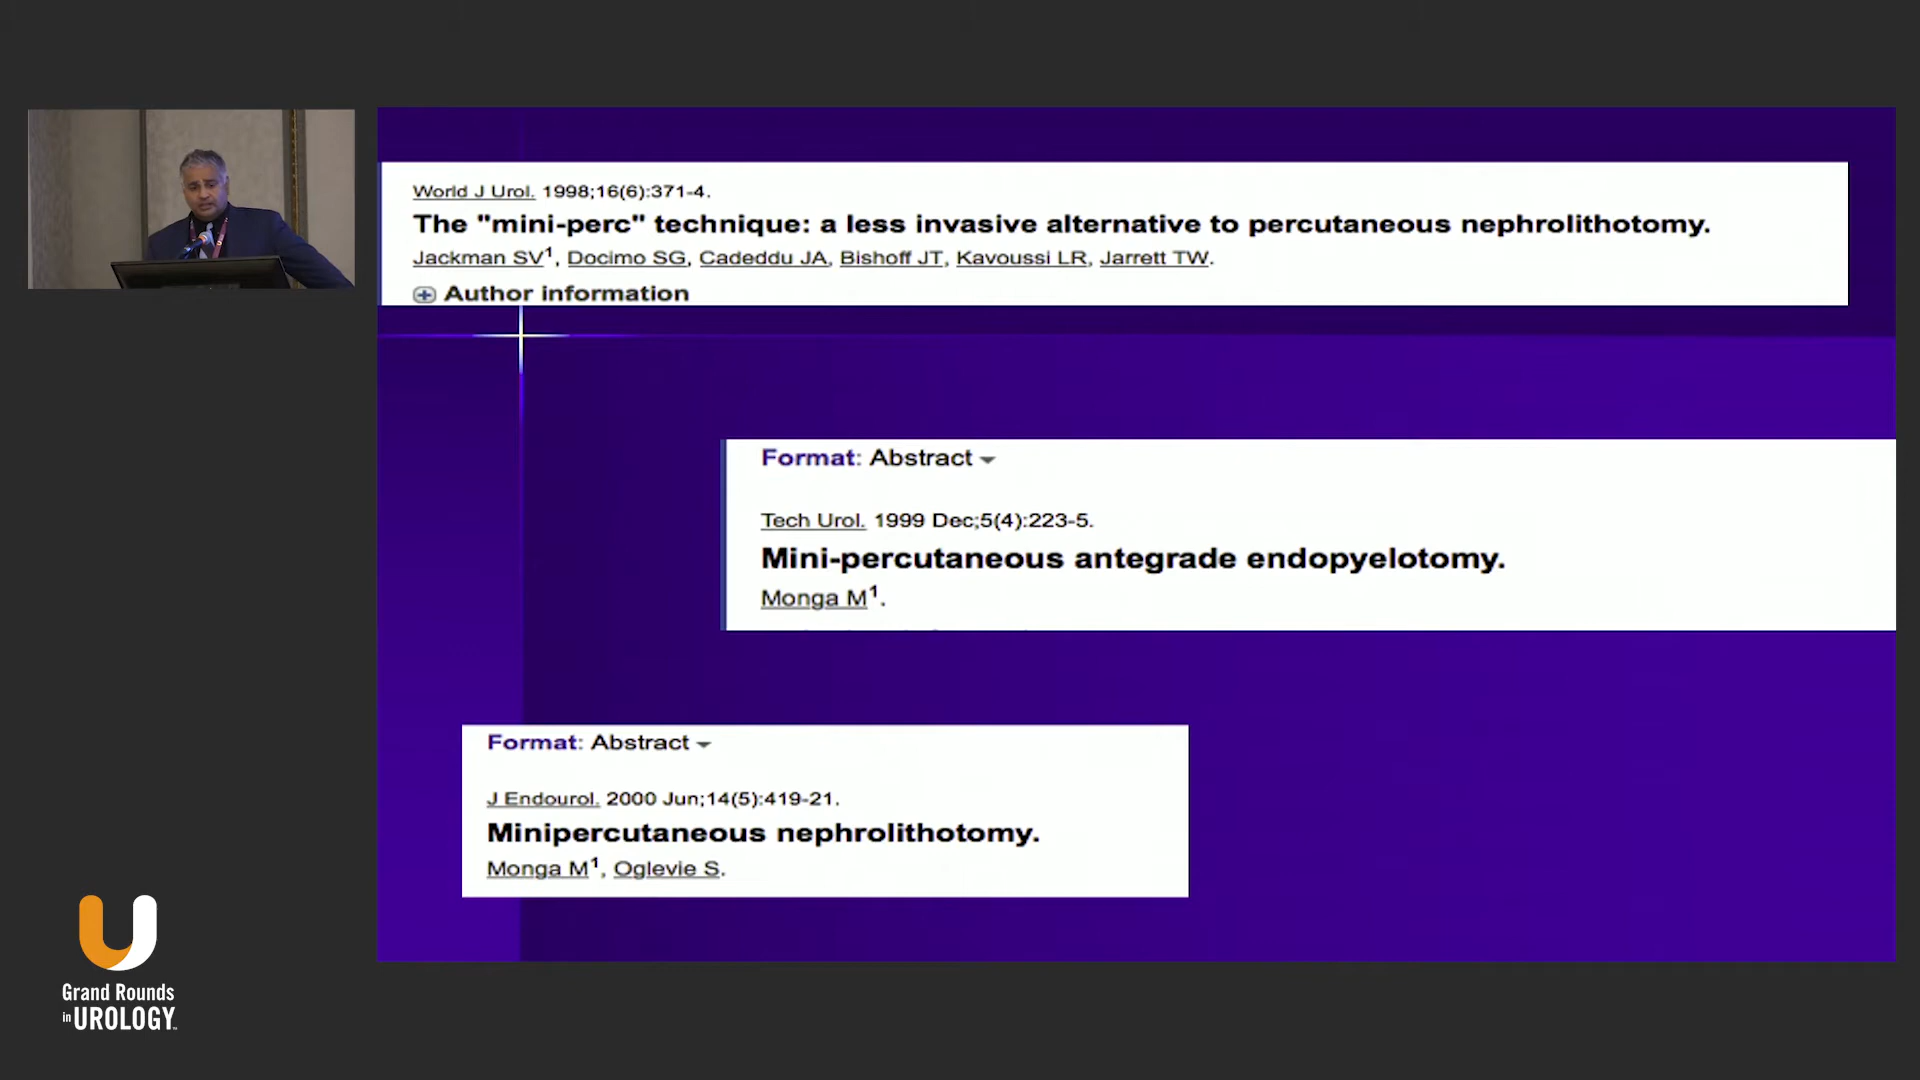 World J Urol. 1998;16(6):371-4.
The "mini-perc" technique: a less invasive alternative to percutaneous nephrolithotomy.
Jackman SV1, Docimo SG, Cadeddu JA, Bishoff JT, Kavoussi LR, Jarrett TW.
Author information
Format: Abstract
Tech Urol. 1999 Dec;5(4):223-5.
Mini-percutaneous antegrade endopyelotomy.
Monga M1.
Format: Abstract
J Endourol. 2000 Jun;14(5):419-21.
Minipercutaneous nephrolithotomy.
Monga M1, Oglevie S.
Grand Rounds
in UROLOGY